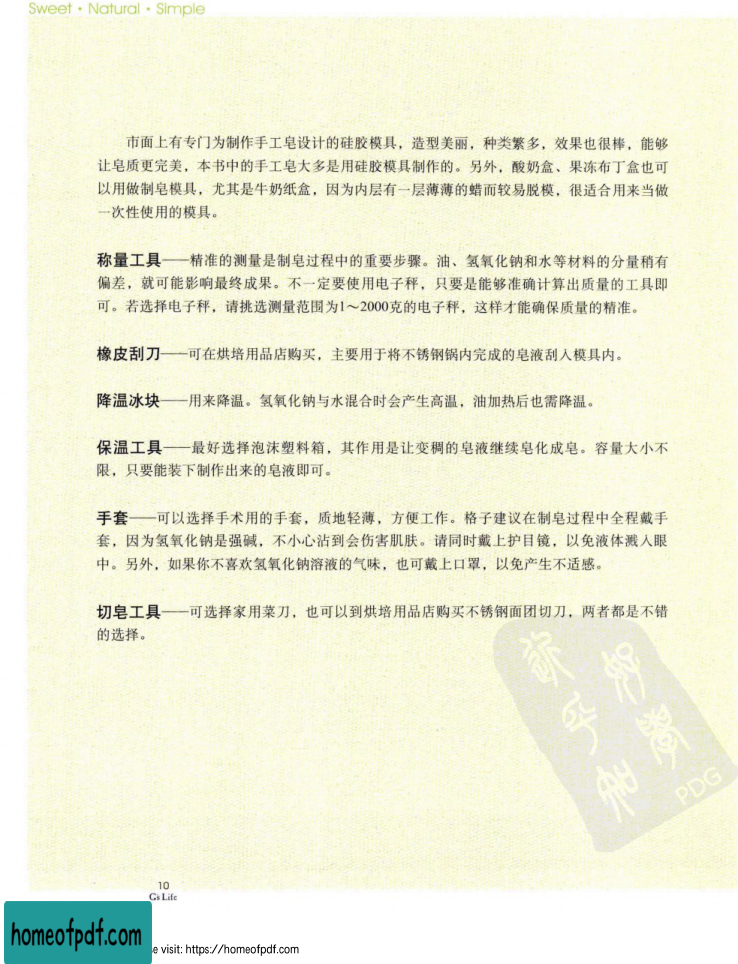 Sweet · Natural · Simple
市面上有专门为制作手工皂设计的硅胶模具，造型美丽，种类繁多，效果也很棒，能够
让皂质更完美，本书中的手工皂大多是用硅胶模具制作的。另外，酸奶盒、果冻布丁盒也可
以用做制皂模具，尤其是牛奶纸盒，因为内层有一层薄薄的蜡而较易脱模，很适合用来当做
一次性使用的模具。
称量工具——精准的测量是制皂过程中的重要步骤。油、氢氧化钠和水等材料的分量稍有
偏差，就可能影响最终成果。不一定要使用电子秤，只要是能够准确计算出质量的工具即
可。若选择电子秤，请挑选测量范围为1～2000克的电子秤，这样才能确保质量的精准。
橡皮刮刀——可在烘培用品店购买，主要用于将不锈钢锅内完成的皂液刮入模具内。
降温冰块——用来降温。氢氧化钠与水混合时会产生高温，油加热后也需降温。
保温工具——最好选择泡沫塑料箱，其作用是让变稠的皂液继续皂化成皂。容量大小不
限，只要能装下制作出来的皂液即可。
手套——可以选择手术用的手套，质地轻薄，方便工作。格子建议在制皂过程中全程戴手
套，因为氢氧化钠是强碱，不小心沾到会伤害肌肤。请同时戴上护目镜，以免液体溅入眼
中。另外，如果你不喜欢氢氧化钠溶液的气味，也可戴上口罩，以免产生不适感。
切皂工具——可选择家用菜刀，也可以到烘培用品店购买不锈钢面团切刀，两者都是不错
的选择。
PDG
10
Gs Life
homeofpdf.com
e visit: https://homeofpdf.com